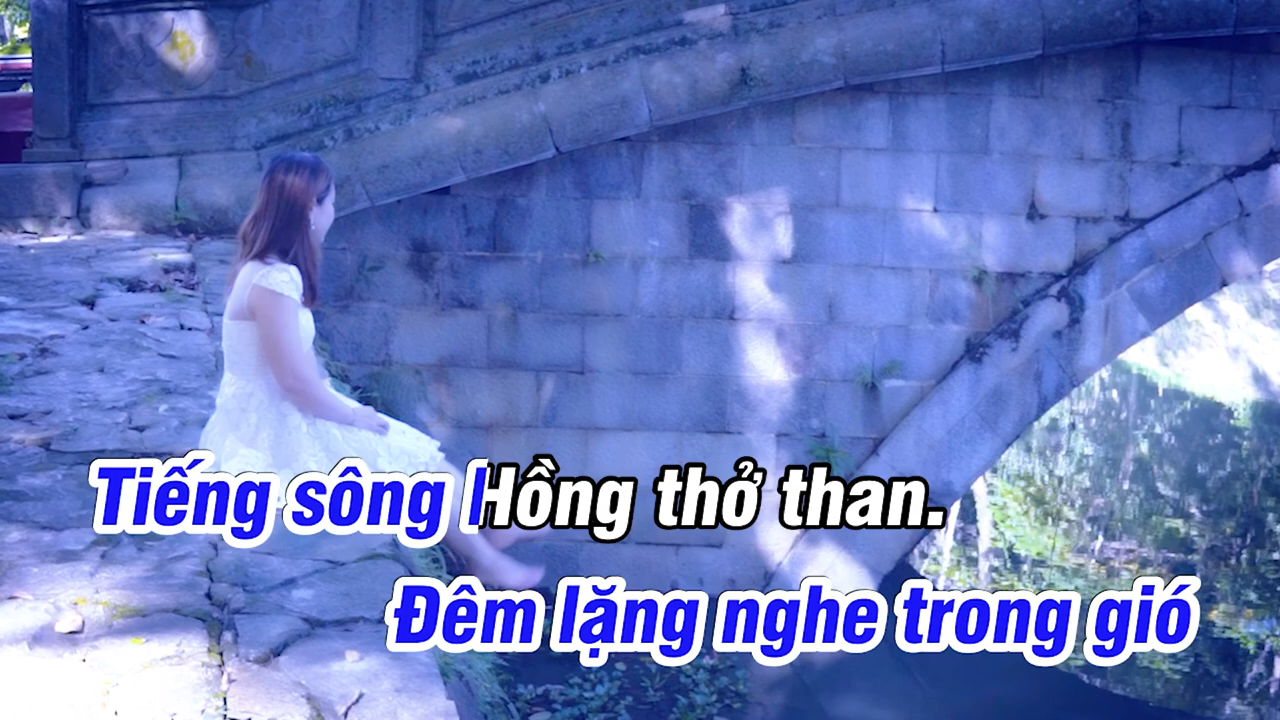 Tiếng sông Hồng thở than.
Đêm lặng nghe trong gió